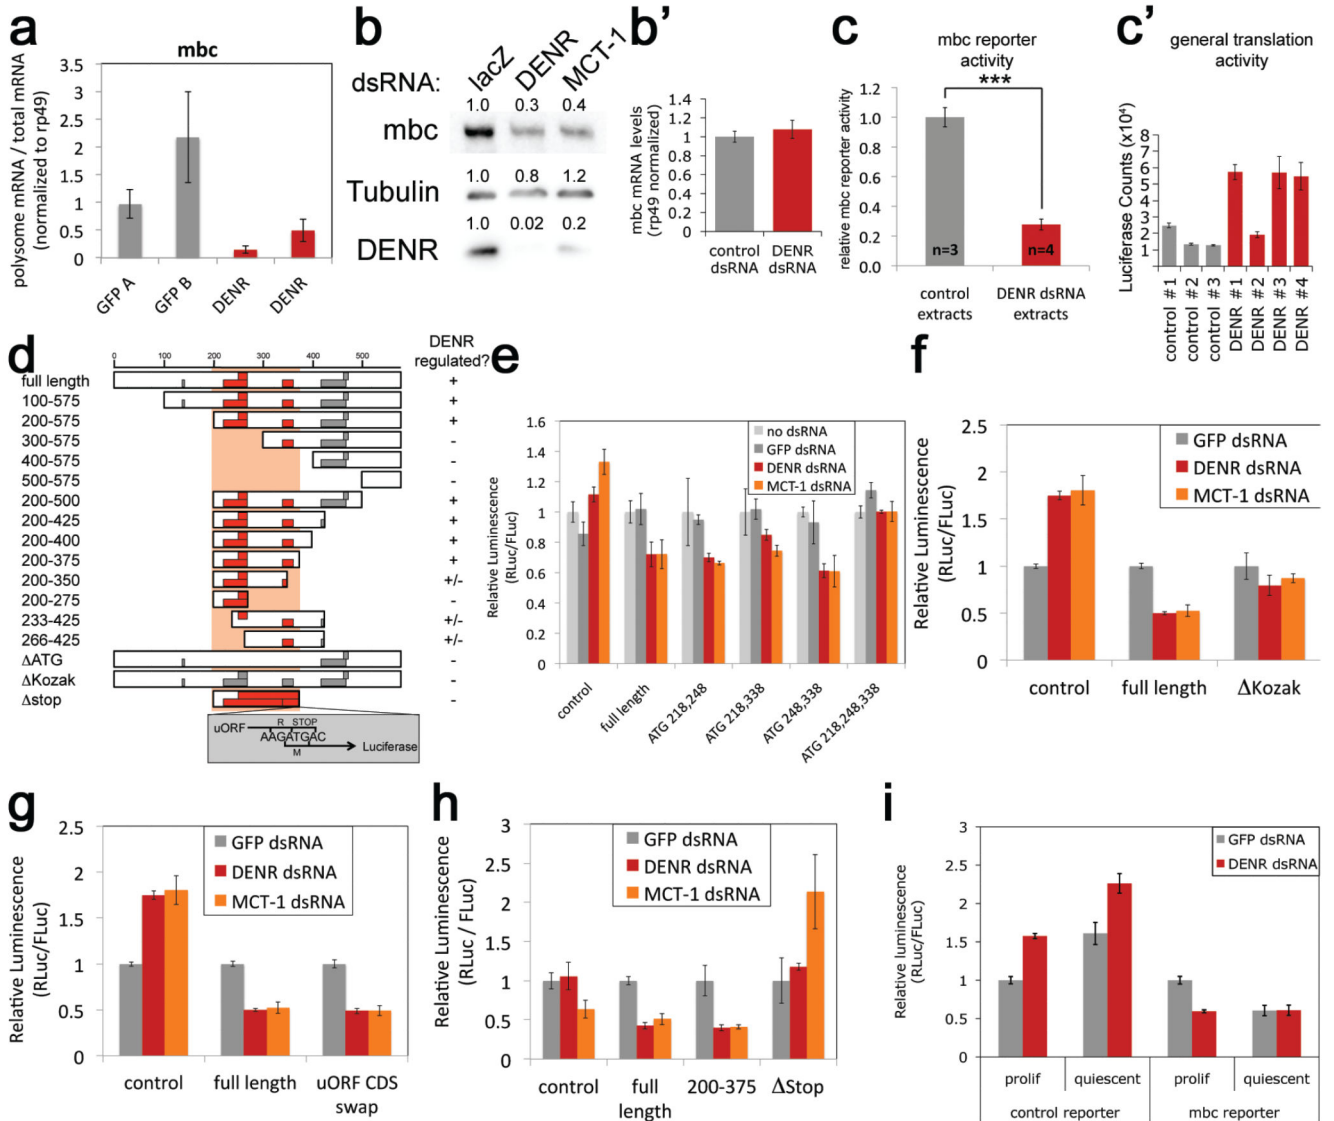 a
mbc
polysome mRNA / total mRNA
(normalized to rp49)
3.5
3
2.5
2
1.5
1
0.5
0
GFP A
GFP B
DENR
DENR
b
dsRNA:
lacZ
DENR
MCT-1
1.0 0.3 0.4
mbc
1.0 0.8 1.2
Tubulin
1.0 0.02 0.2
DENR
b'
mbc mRNA levels
(rp49 normalized)
1.4
1.2
1
0.8
0.6
0.4
0.2
0
control
dsRNA
DENR
dsRNA
c
mbc reporter
activity
***
relative mbc reporter activity
1.2
1.0
0.8
0.6
0.4
0.2
0.0
n=3
n=4
control
extracts
DENR dsRNA
extracts
c'
general translation
activity
Luciferase Counts (x10⁴)
8
7
6
5
4
3
2
1
control #1
control #2
control #3
DENR #1
DENR #2
DENR #3
DENR #4
d
0 100 200 300 400 500
DENR
regulated?
full length +
100-575 +
200-575 +
300-575 -
400-575 -
500-575 -
200-500 +
200-425 +
200-400 +
200-375 +
200-350 +/-
200-275 -
233-425 +/-
266-425 +/-
ΔATG -
ΔKozak -
Δstop -
R STOP
uORF
AAGATGAC
M
Luciferase
e
Relative Luminescence
(RLuc/FLuc)
1.6
1.4
1.2
1
0.8
0.6
0.4
0.2
0
no dsRNA
GFP dsRNA
DENR dsRNA
MCT-1 dsRNA
control
full length
ATG 218,248
ATG 218,338
ATG 248,338
ATG 218,248,338
f
Relative Luminescence
(RLuc/FLuc)
2.5
2
1.5
1
0.5
0
GFP dsRNA
DENR dsRNA
MCT-1 dsRNA
control full length ΔKozak
g
Relative Luminescence
(RLuc/FLuc)
2.5
2
1.5
1
0.5
0
GFP dsRNA
DENR dsRNA
MCT-1 dsRNA
control full length uORF CDS
swap
h
Relative Luminescence
(RLuc / FLuc)
3
2.5
2
1.5
1
0.5
0
GFP dsRNA
DENR dsRNA
MCT-1 dsRNA
control full 200-375 ΔStop
length
i
Relative luminescence
(RLuc/FLuc)
3
2.5
2
1.5
1
0.5
0
GFP dsRNA
DENR dsRNA
prolif quiescent prolif quiescent
control reporter mbc reporter